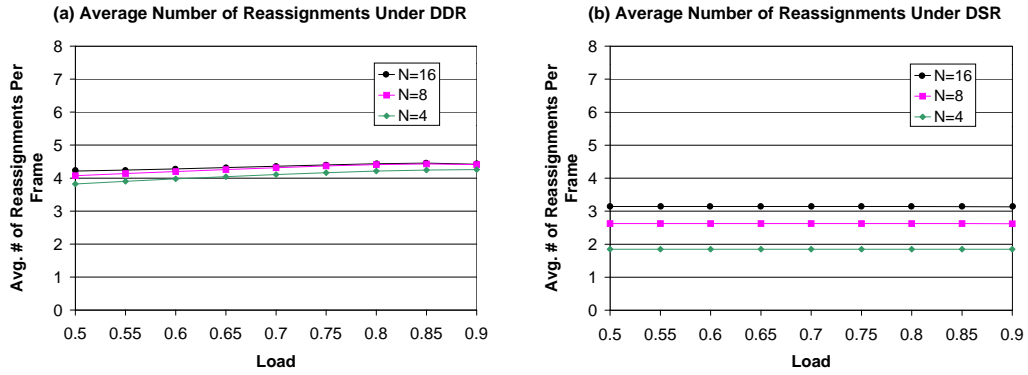 (a) Average Number of Reassignments Under DDR
Avg. # of Reassignments Per
Frame
8
7
6
5
4
3
2
1
0
N=16
N=8
N=4
0.5 0.55 0.6 0.65 0.7 0.75 0.8 0.85 0.9
Load
(b) Average Number of Reassignments Under DSR
Avg. # of Reassignments Per
Frame
8
7
6
5
4
3
2
1
0
N=16
N=8
N=4
0.5 0.55 0.6 0.65 0.7 0.75 0.8 0.85 0.9
Load